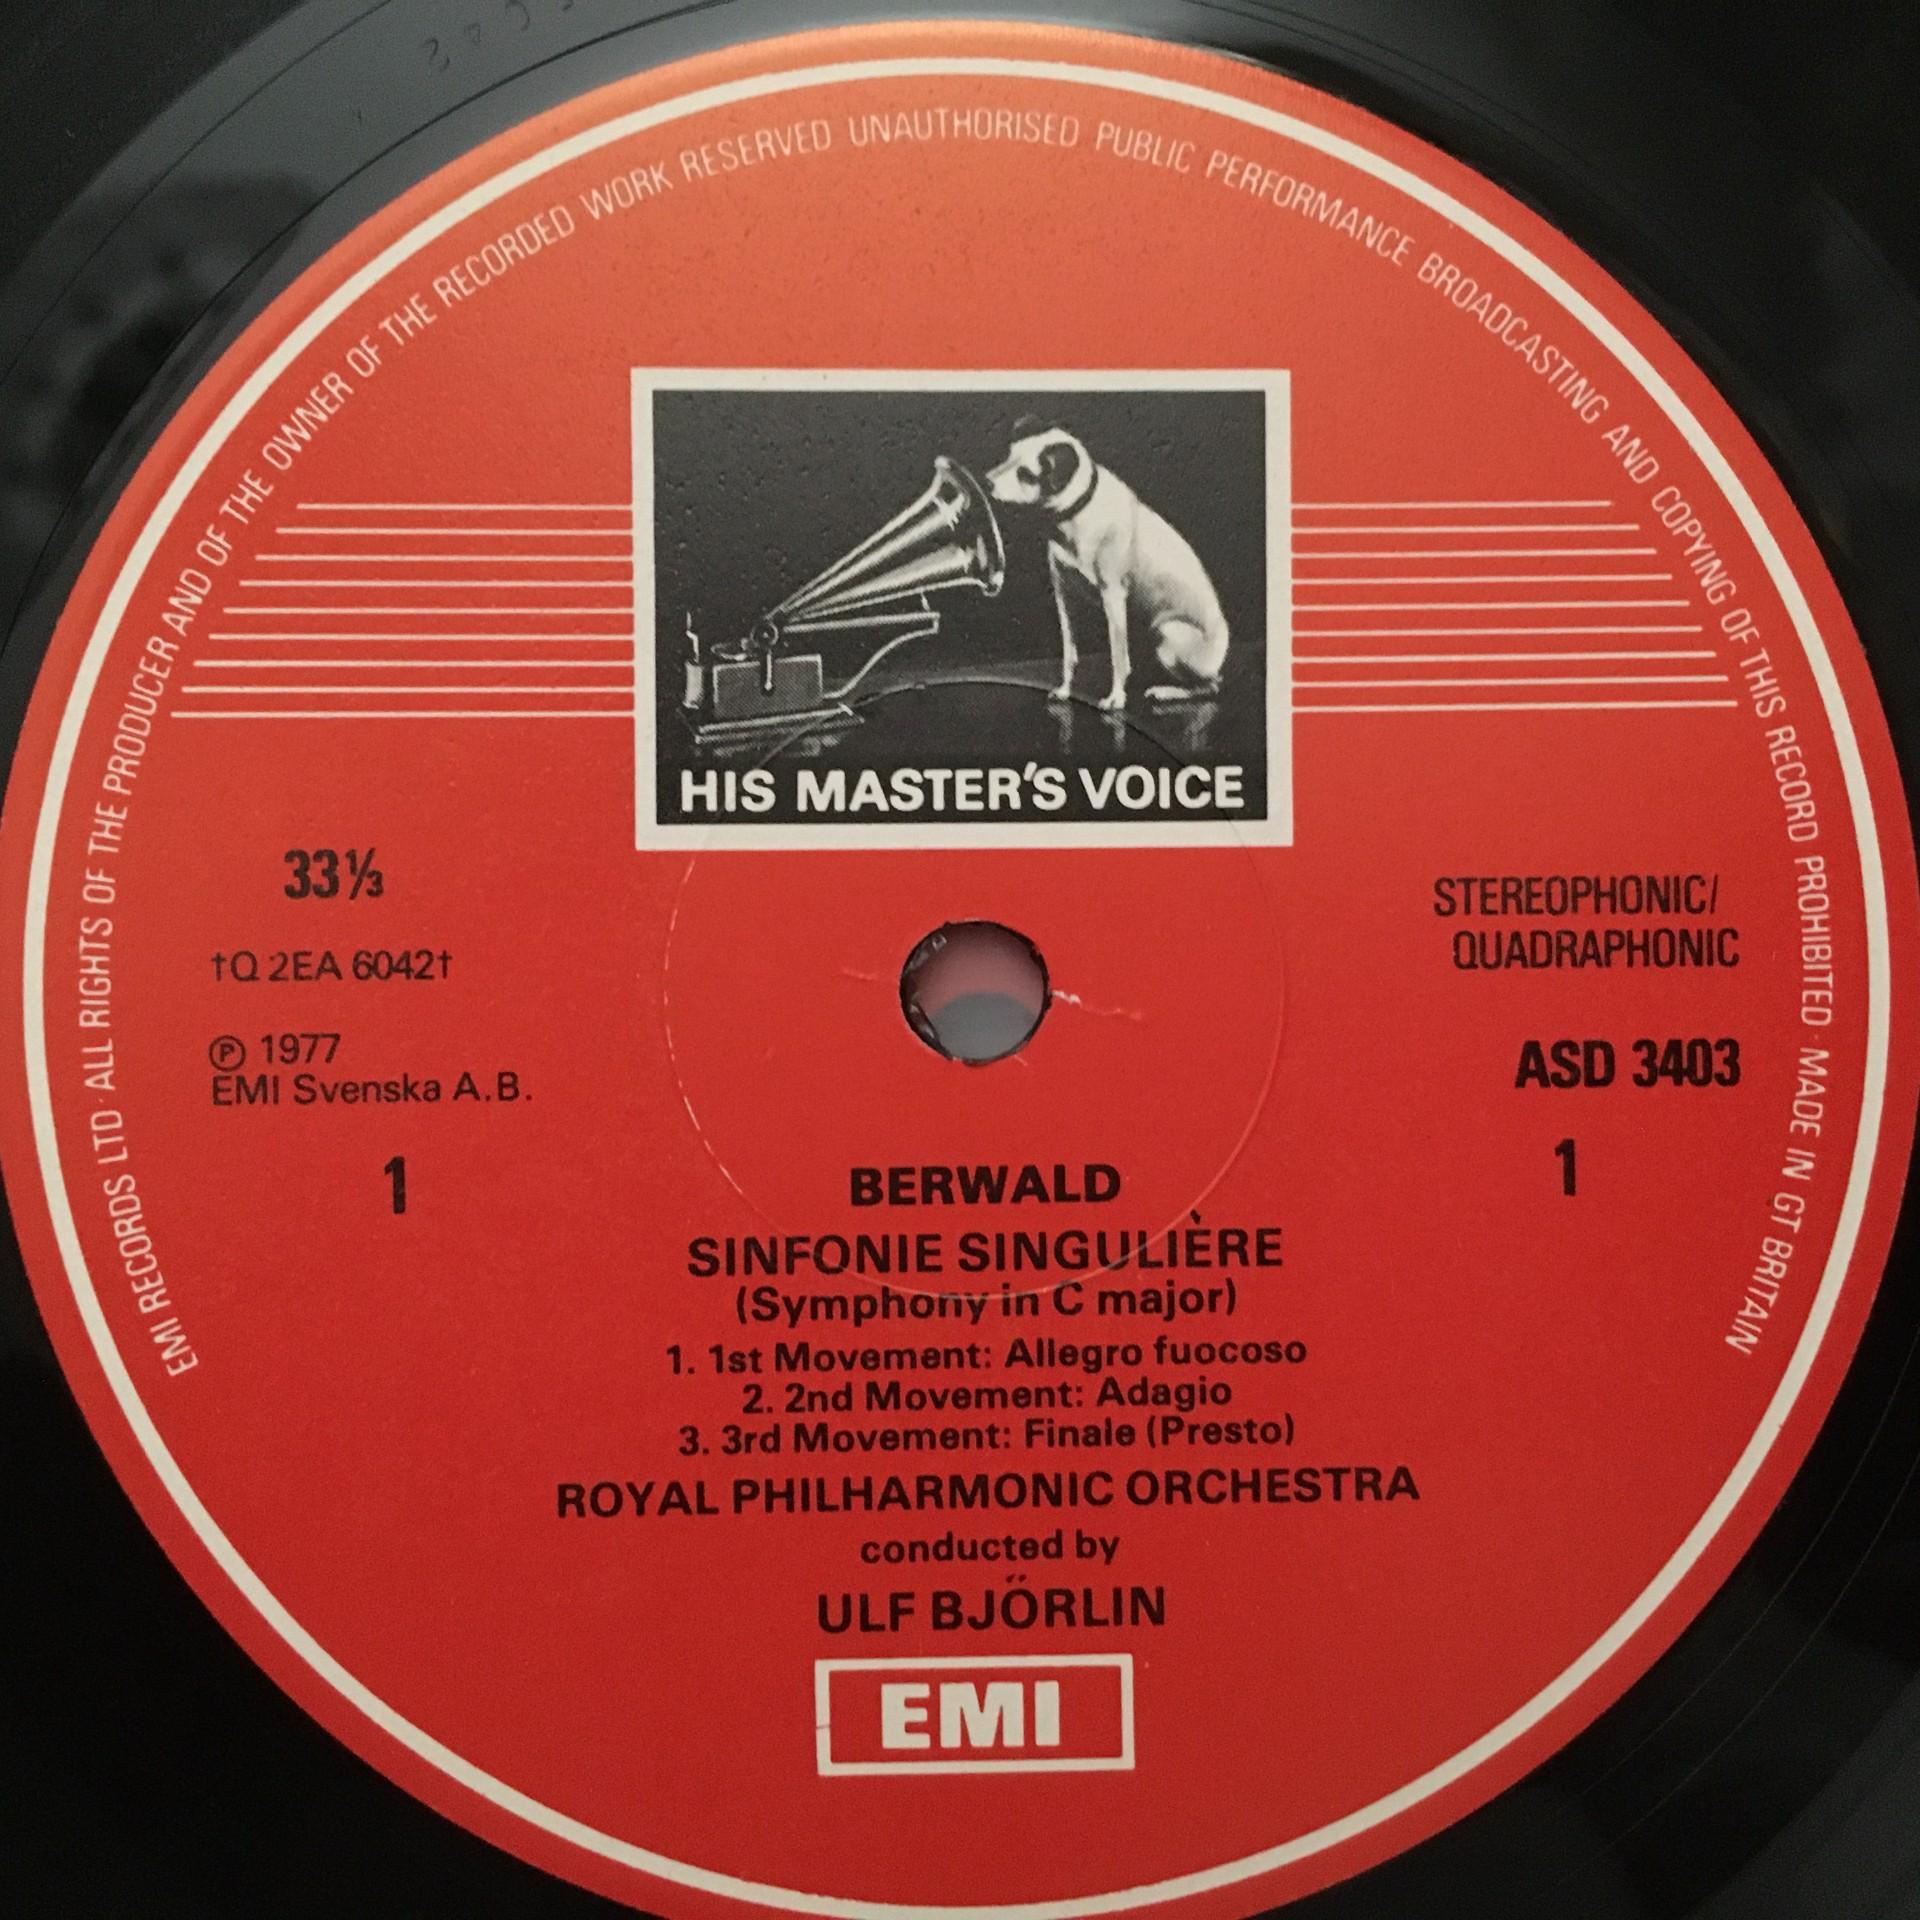 EMI RECORDS LTD · ALL RIGHTS OF THE PRODUCER AND OF THE OWNER OF THE RECORDED WORK RESERVED UNAUTHORISED PUBLIC PERFORMANCE BROADCASTING AND COPYING OF THIS RECORD PROHIBITED · MADE IN GT BRITAIN
HIS MASTER'S VOICE
33⅓
STEREOPHONIC/
QUADRAPHONIC
†Q 2EA 6042†
℗ 1977
EMI Svenska A.B.
ASD 3403
1
1
BERWALD
SINFONIE SINGULIÈRE
(Symphony in C major)
1. 1st Movement: Allegro fuocoso
2. 2nd Movement: Adagio
3. 3rd Movement: Finale (Presto)
ROYAL PHILHARMONIC ORCHESTRA
conducted by
ULF BJÖRLIN
EMI